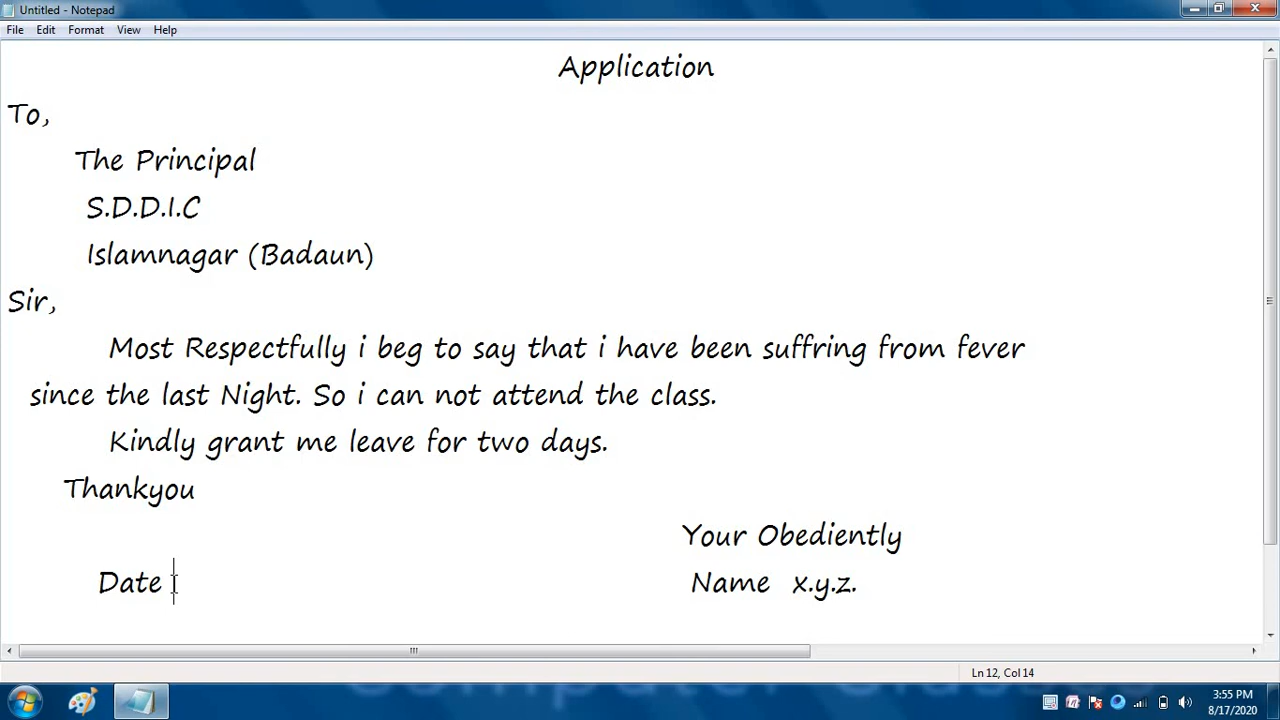 Untitled - Notepad
File Edit Format View Help
Application
To,
The Principal
S.D.D.I.C
Islamnagar (Badaun)
Sir,
Most Respectfully i beg to say that i have been suffring from fever
since the last Night. So i can not attend the class.
Kindly grant me leave for two days.
Thankyou
Your Obediently
Date Name x.y.z.
Ln 12, Col 14
3:55 PM
8/17/2020